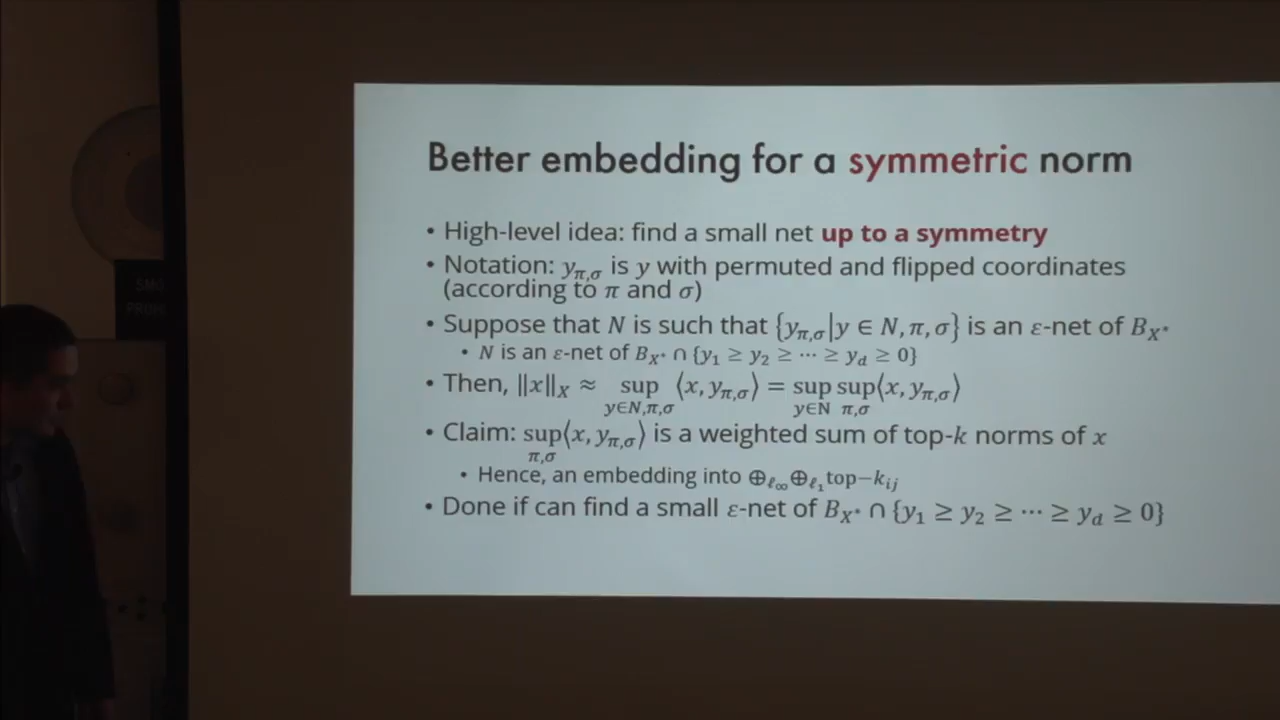 Better embedding for a symmetric norm
• High-level idea: find a small net up to a symmetry
• Notation: y_{π,σ} is y with permuted and flipped coordinates
(according to π and σ)
• Suppose that N is such that {y_{π,σ}|y ∈ N, π, σ} is an ε-net of B_{X*}
• N is an ε-net of B_{X*} ∩ {y₁ ≥ y₂ ≥ ⋯ ≥ y_d ≥ 0}
• Then, ‖x‖_X ≈ sup_{y∈N,π,σ} ⟨x, y_{π,σ}⟩ = sup_{y∈N} sup_{π,σ} ⟨x, y_{π,σ}⟩
• Claim: sup_{π,σ} ⟨x, y_{π,σ}⟩ is a weighted sum of top-k norms of x
• Hence, an embedding into ⊕_{ℓ∞} ⊕_{ℓ₁} top−k_{ij}
• Done if can find a small ε-net of B_{X*} ∩ {y₁ ≥ y₂ ≥ ⋯ ≥ y_d ≥ 0}